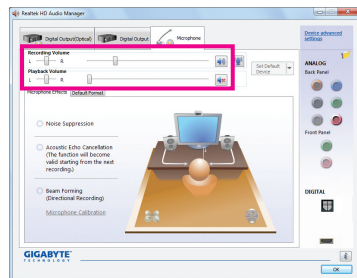 Realtek HD Audio Manager
Device advanced settings
Digital Output(Optical)
Digital Output
Microphone
Recording Volume
L
R
Set Default Device
Playback Volume
L
R
Microphone Effects
Default Format
Noise Suppression
Acoustic Echo Cancellation
(The function will become
valid starting from the next
recording.)
Beam Forming
(Directional Recording)
Microphone Calibration
ANALOG
Back Panel
Front Panel
DIGITAL
GIGABYTE
TECHNOLOGY
OK